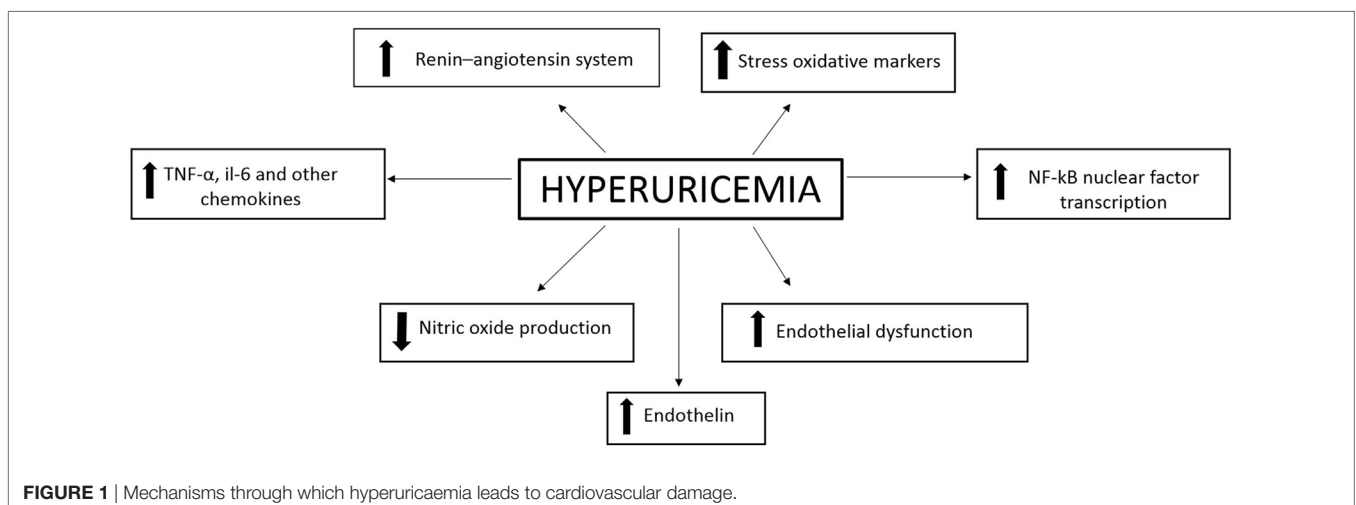 Renin–angiotensin system
Stress oxidative markers
TNF-α, il-6 and other
chemokines
HYPERURICEMIA
NF-kB nuclear factor
transcription
Nitric oxide production
Endothelial dysfunction
Endothelin
FIGURE 1 | Mechanisms through which hyperuricaemia leads to cardiovascular damage.